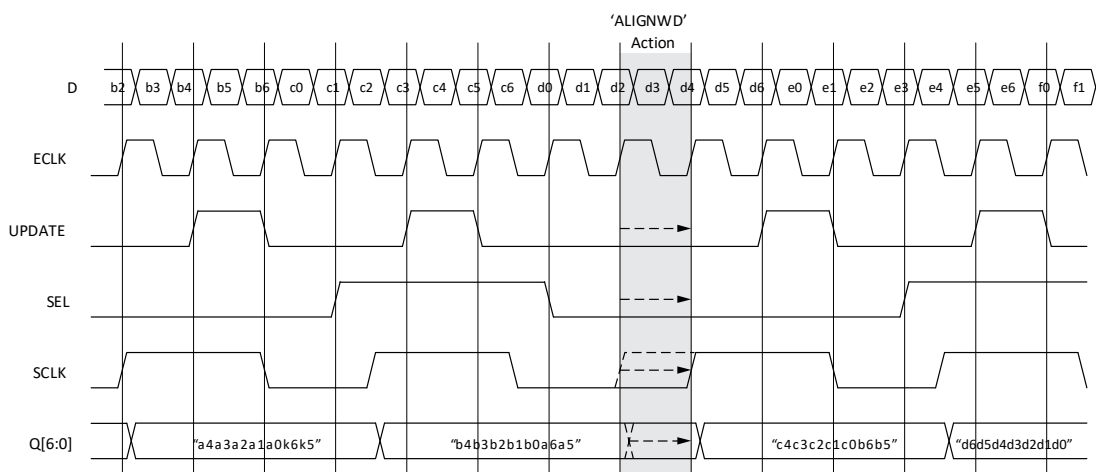 ‘ALIGNWD’
Action
D b2 b3 b4 b5 b6 c0 c1 c2 c3 c4 c5 c6 d0 d1 d2 d3 d4 d5 d6 e0 e1 e2 e3 e4 e5 e6 f0 f1
ECLK
UPDATE
SEL
SCLK
Q[6:0] “a4a3a2a1a0k6k5” “b4b3b2b1b0a6a5” “c4c3c2c1c0b6b5” “d6d5d4d3d2d1d0”